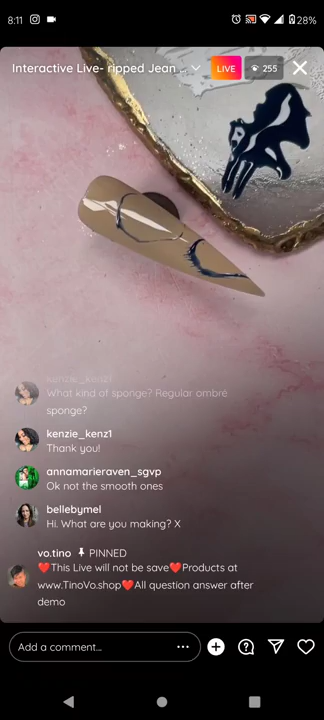 8:11
28%
Interactive Live- ripped Jean ...
LIVE
255
kenzie_kenz1
What kind of sponge? Regular ombré
sponge?
kenzie_kenz1
Thank you!
annamarieraven_sgvp
Ok not the smooth ones
bellebymel
Hi. What are you making? X
vo.tino PINNED
❤️This Live will not be save❤️Products at
www.TinoVo.shop❤️All question answer after
demo
Add a comment...